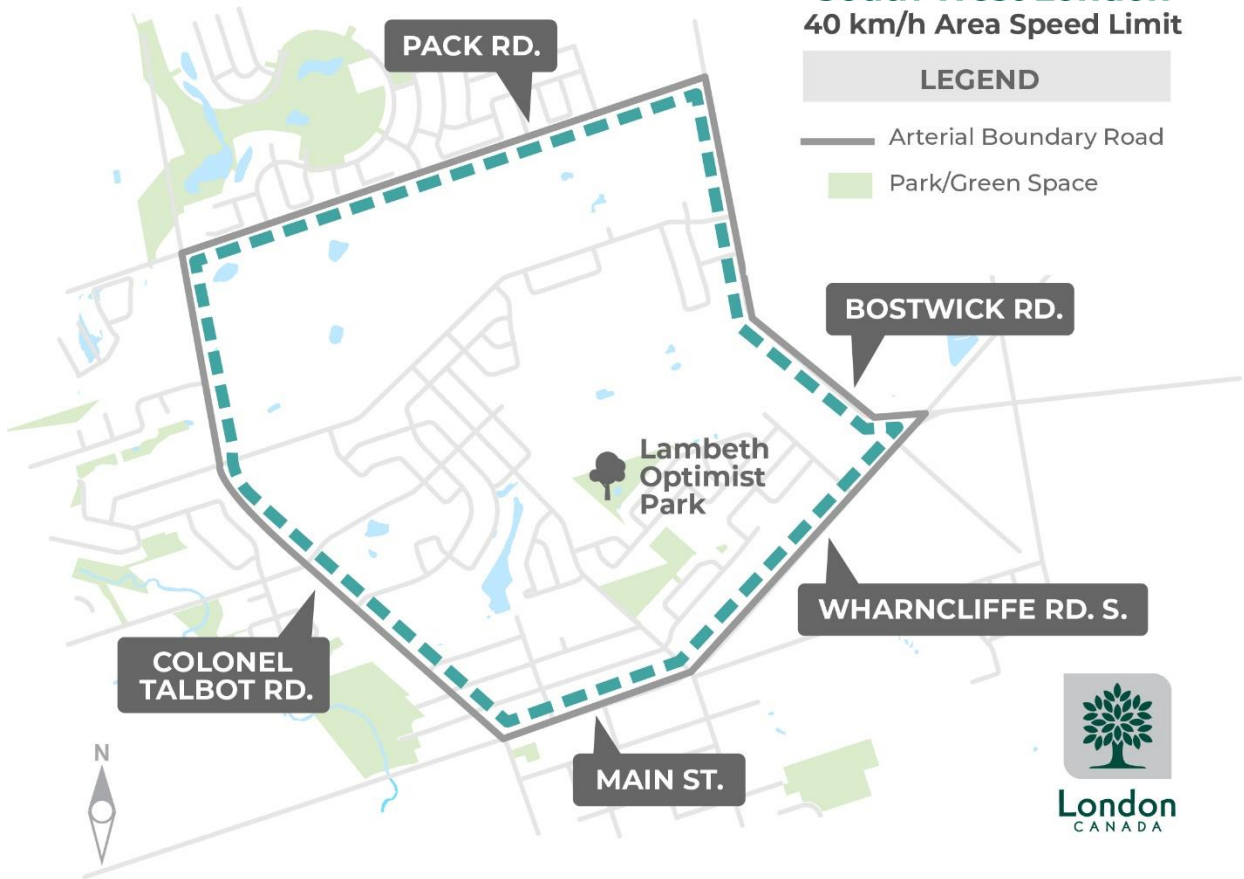 40 km/h Area Speed Limit
LEGEND
Arterial Boundary Road
Park/Green Space
PACK RD.
BOSTWICK RD.
Lambeth
Optimist
Park
WHARNCLIFFE RD. S.
COLONEL
TALBOT RD.
MAIN ST.
N
London
CANADA